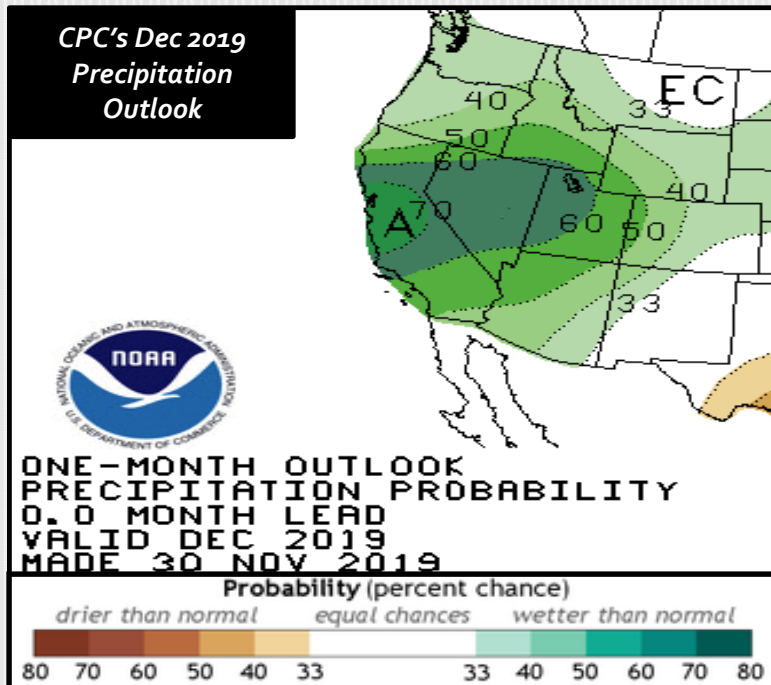 CPC's Dec 2019
Precipitation
Outlook
EC
33
40
50
60
40
70
A
60
50
33
NATIONAL OCEANIC AND ATMOSPHERIC ADMINISTRATION
NOAA
U.S. DEPARTMENT OF COMMERCE
ONE-MONTH OUTLOOK
PRECIPITATION PROBABILITY
0.0 MONTH LEAD
VALID DEC 2019
MADE 30 NOV 2019
Probability (percent chance)
drier than normal equal chances wetter than normal
80 70 60 50 40 33 33 40 50 60 70 80